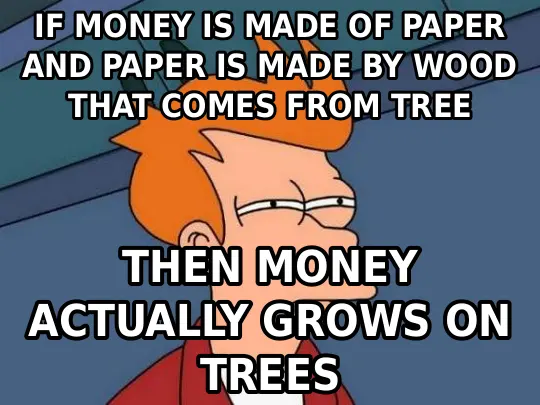 IF MONEY IS MADE OF PAPER
AND PAPER IS MADE BY WOOD
THAT COMES FROM TREE
THEN MONEY
ACTUALLY GROWS ON
TREES